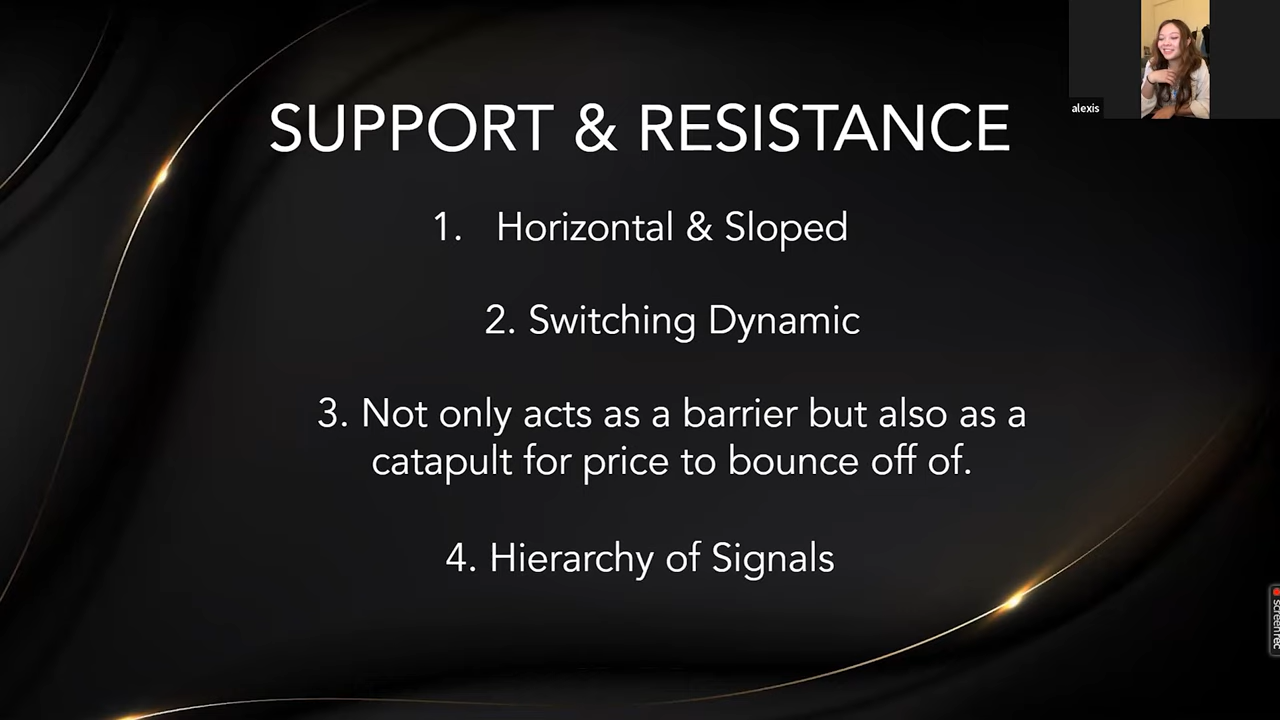 alexis
SUPPORT & RESISTANCE
1. Horizontal & Sloped
2. Switching Dynamic
3. Not only acts as a barrier but also as a
catapult for price to bounce off of.
4. Hierarchy of Signals
screenrec